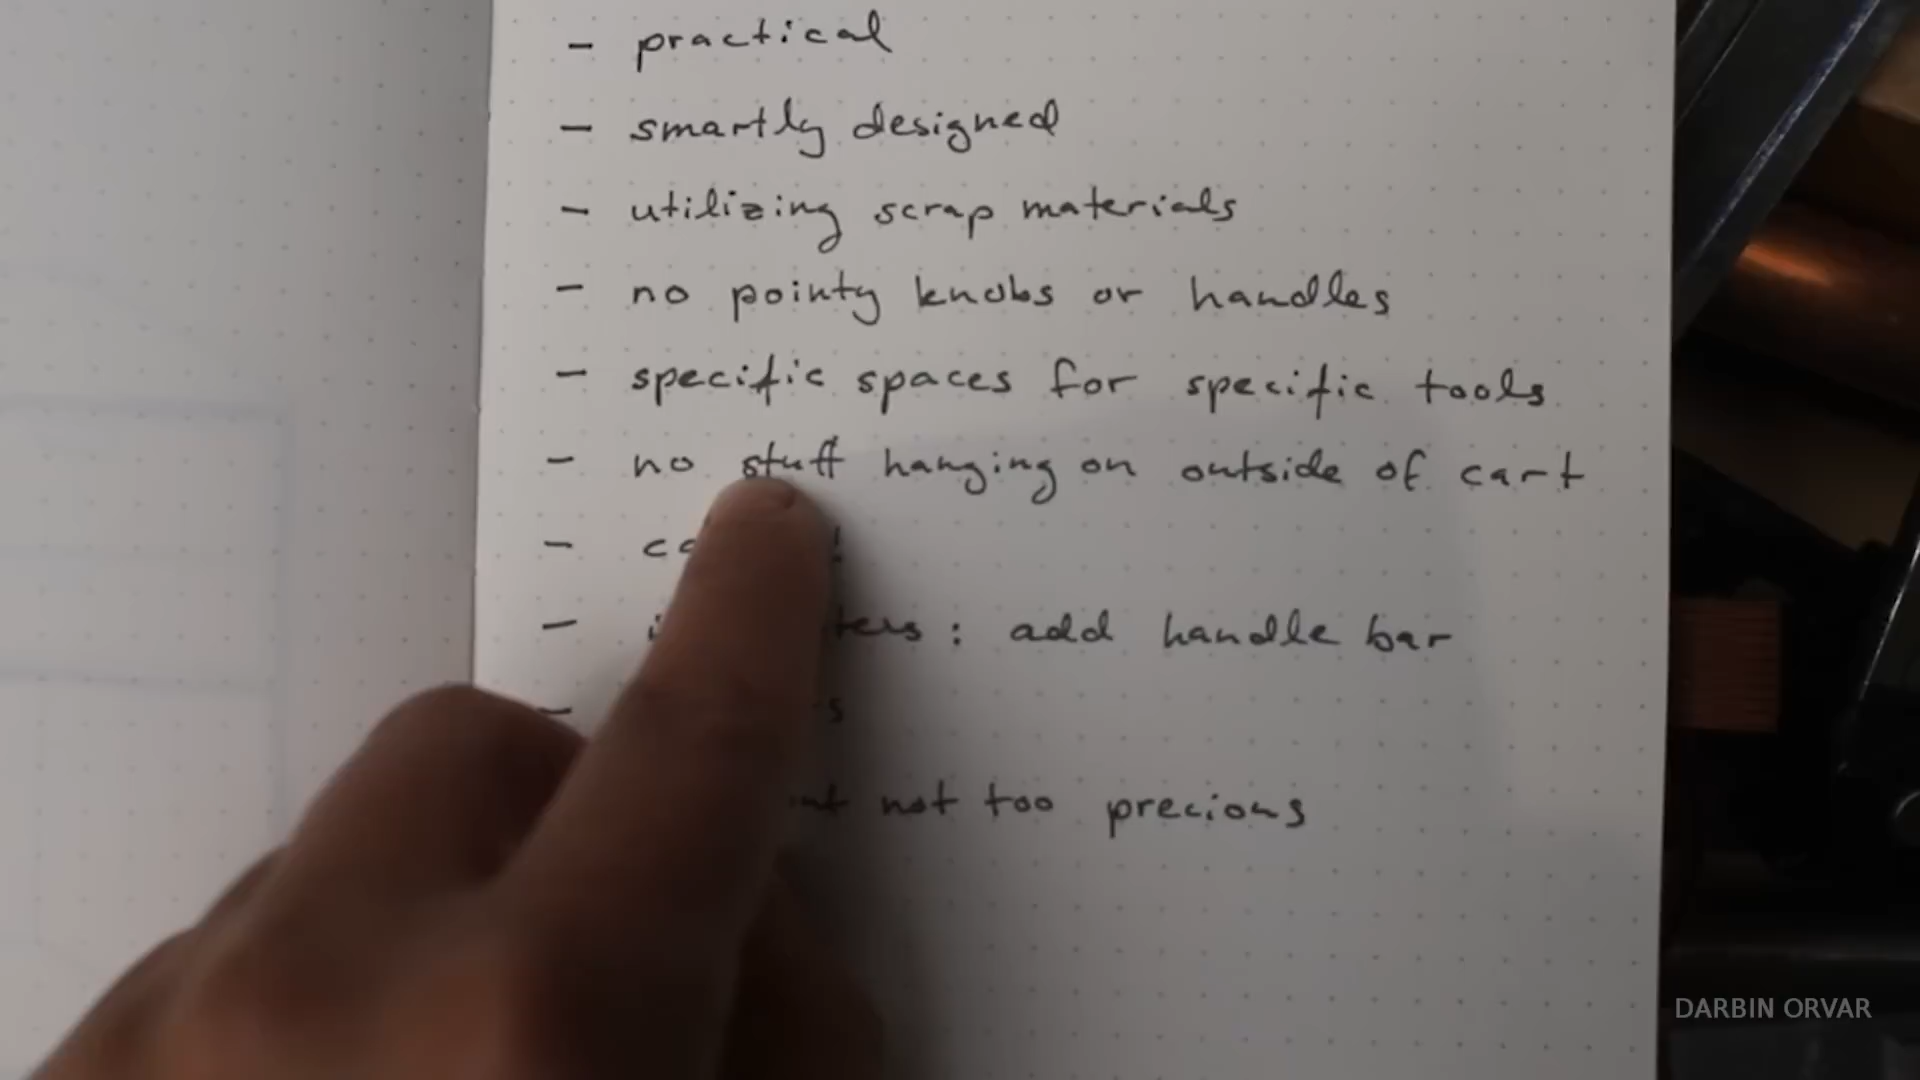 - practical
- smartly designed
- utilizing scrap materials
- no pointy knobs or handles
- specific spaces for specific tools
- no stuff hanging on outside of cart
-
- : add handle bar
-
not too precious
DARBIN ORVAR